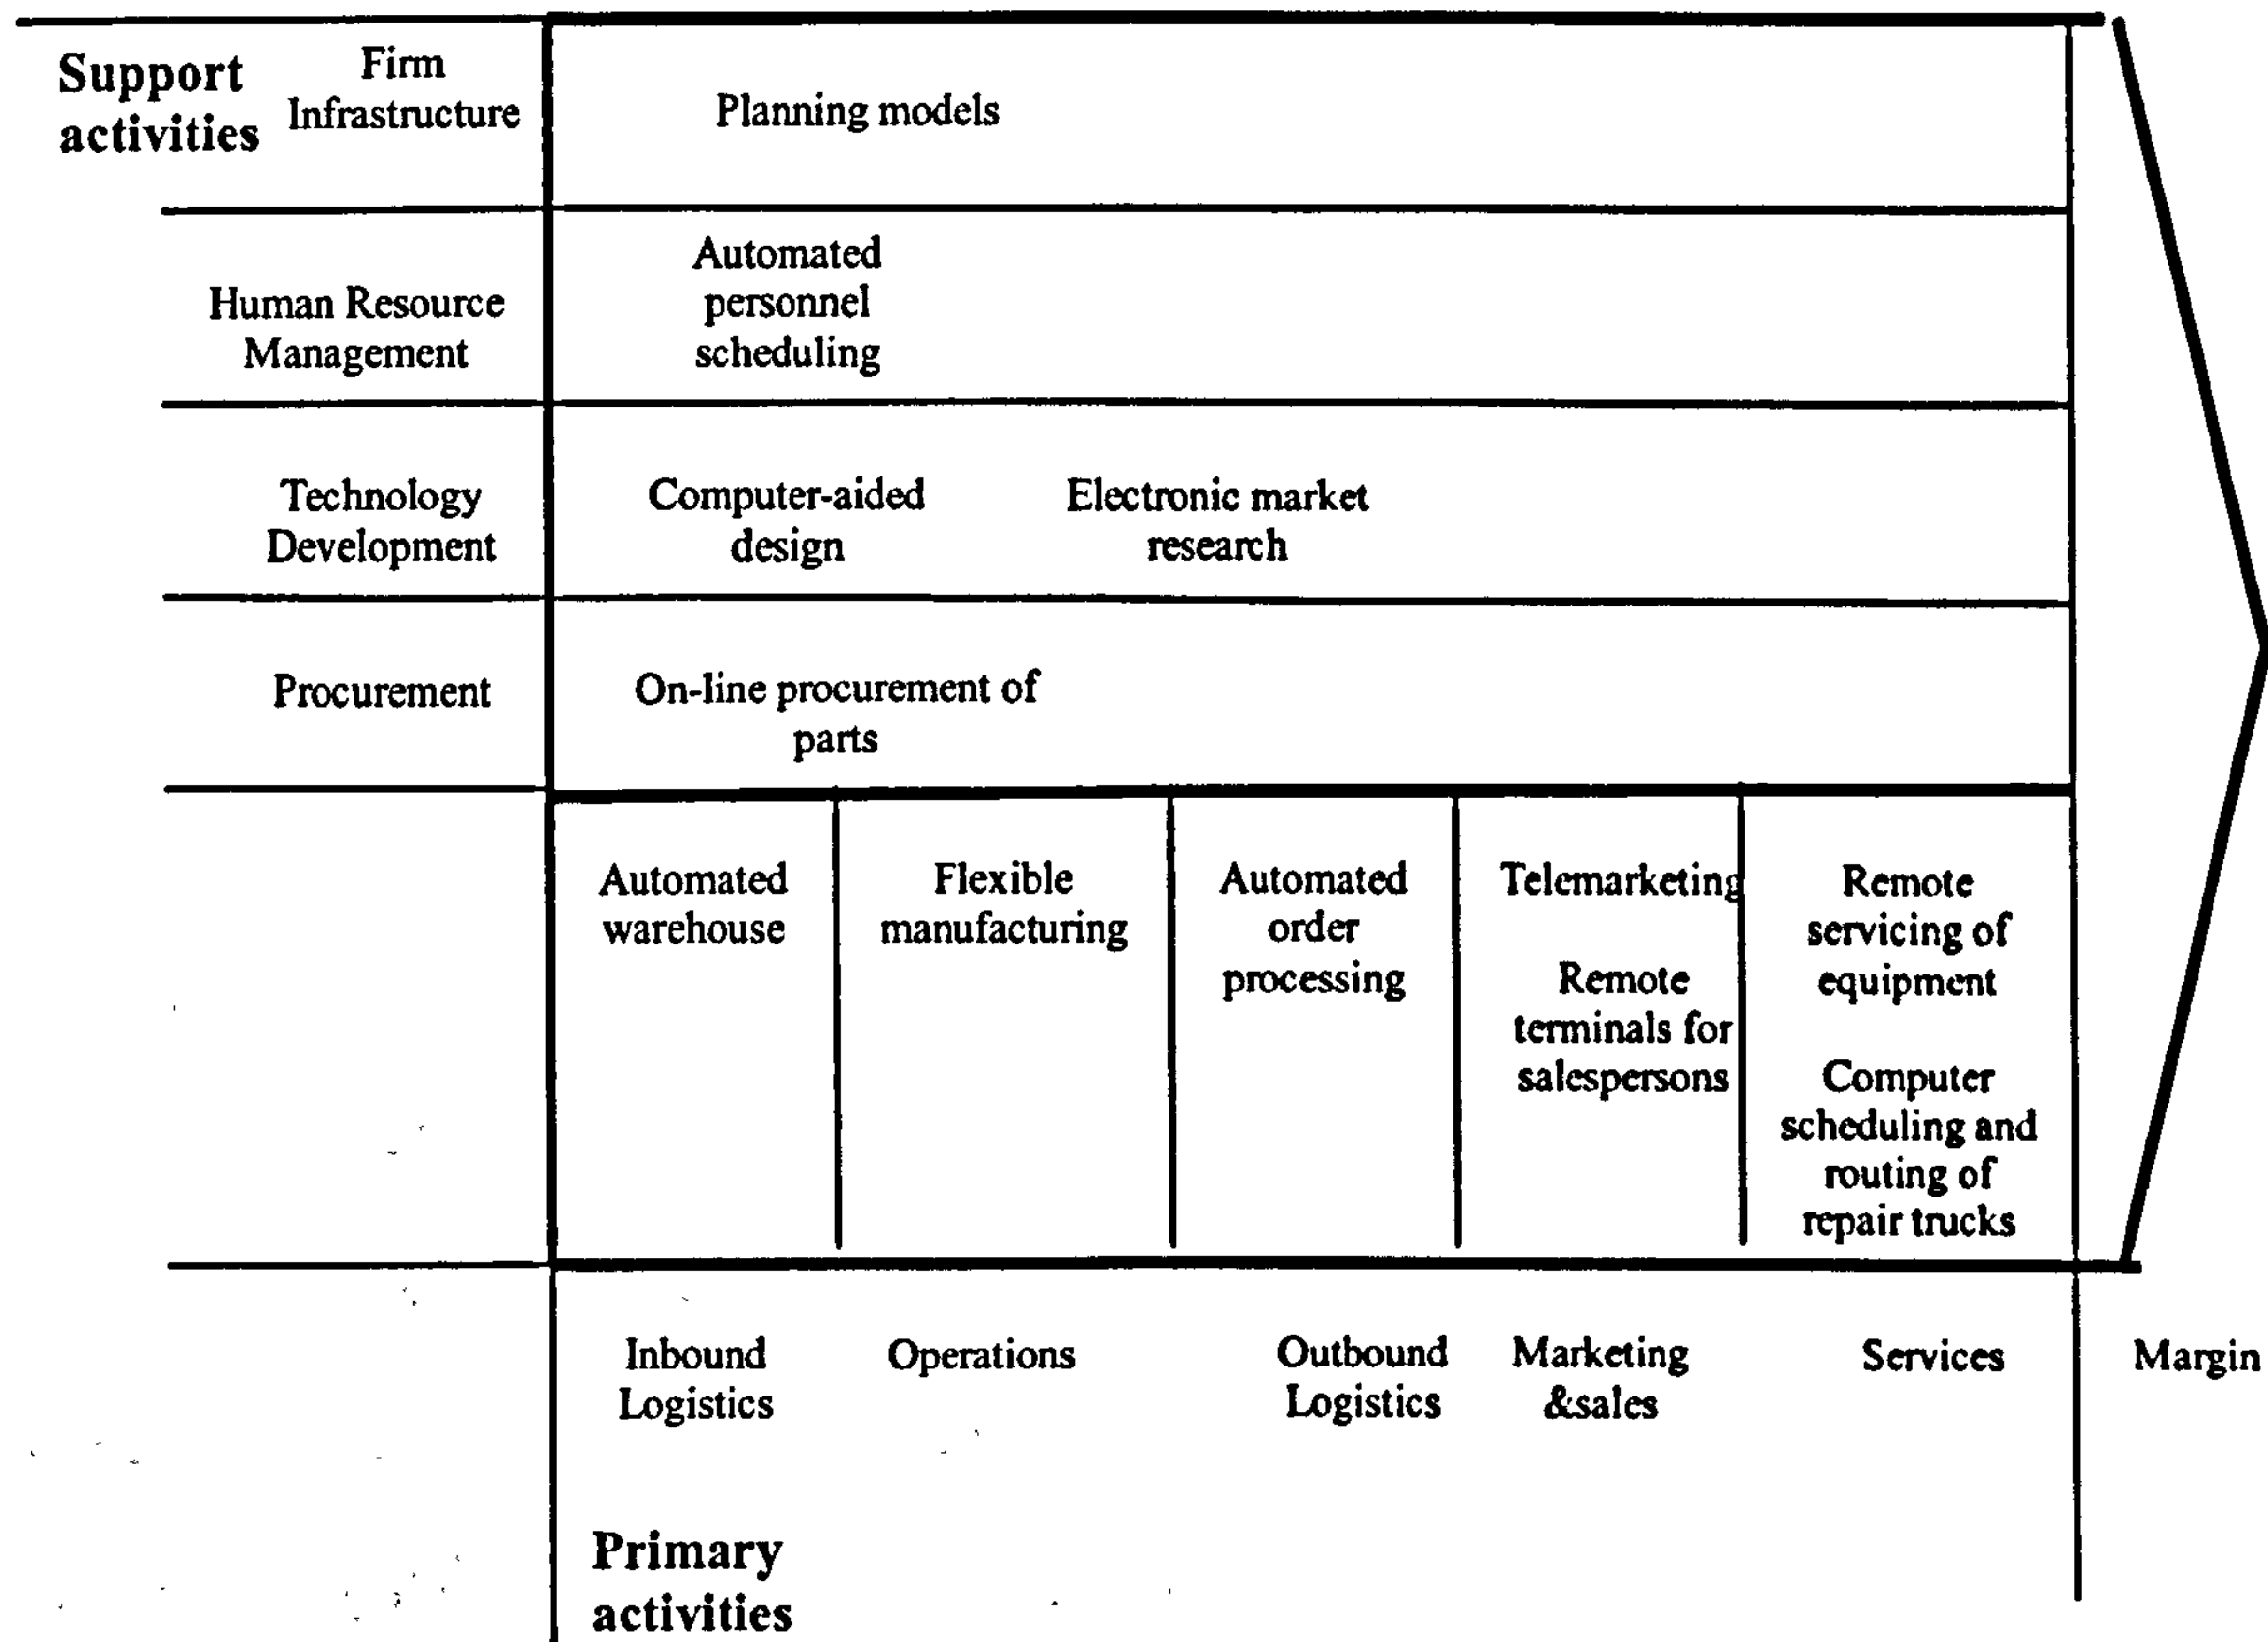 Support
activities
Firm
Infrastructure
Planning models
Human Resource
Management
Automated
personnel
scheduling
Technology
Development
Computer-aided
design
Electronic market
research
Procurement
On-line procurement of
parts
Automated
warehouse
Flexible
manufacturing
Automated
order
processing
Telemarketing
Remote
terminals for
salespersons
Remote
servicing of
equipment
Computer
scheduling and
routing of
repair trucks
Inbound
Logistics
Operations
Outbound
Logistics
Marketing
&sales
Services
Margin
Primary
activities